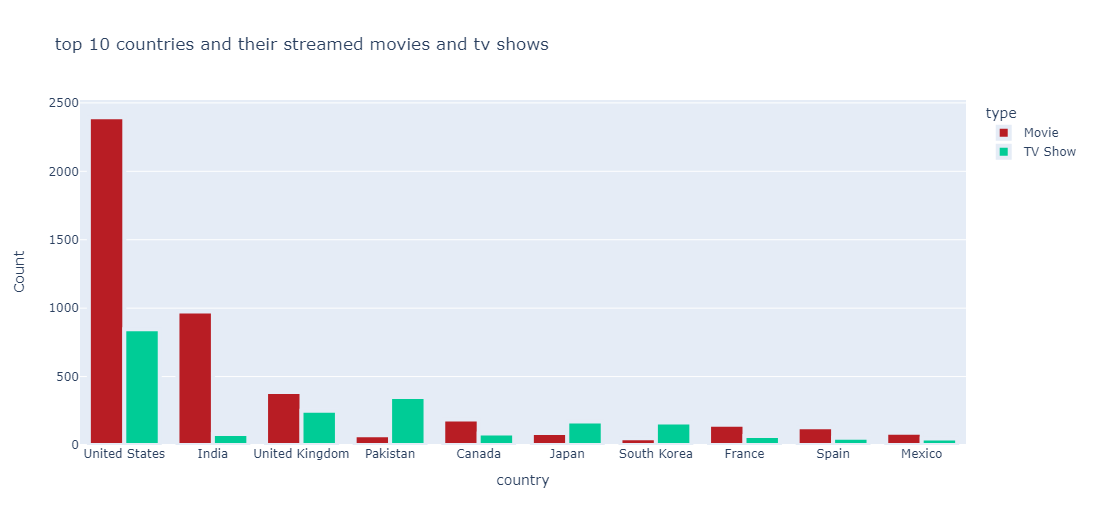 top 10 countries and their streamed movies and tv shows
type
Movie
TV Show
2500
2000
1500
1000
500
0
Count
United States India United Kingdom Pakistan Canada Japan South Korea France Spain Mexico
country